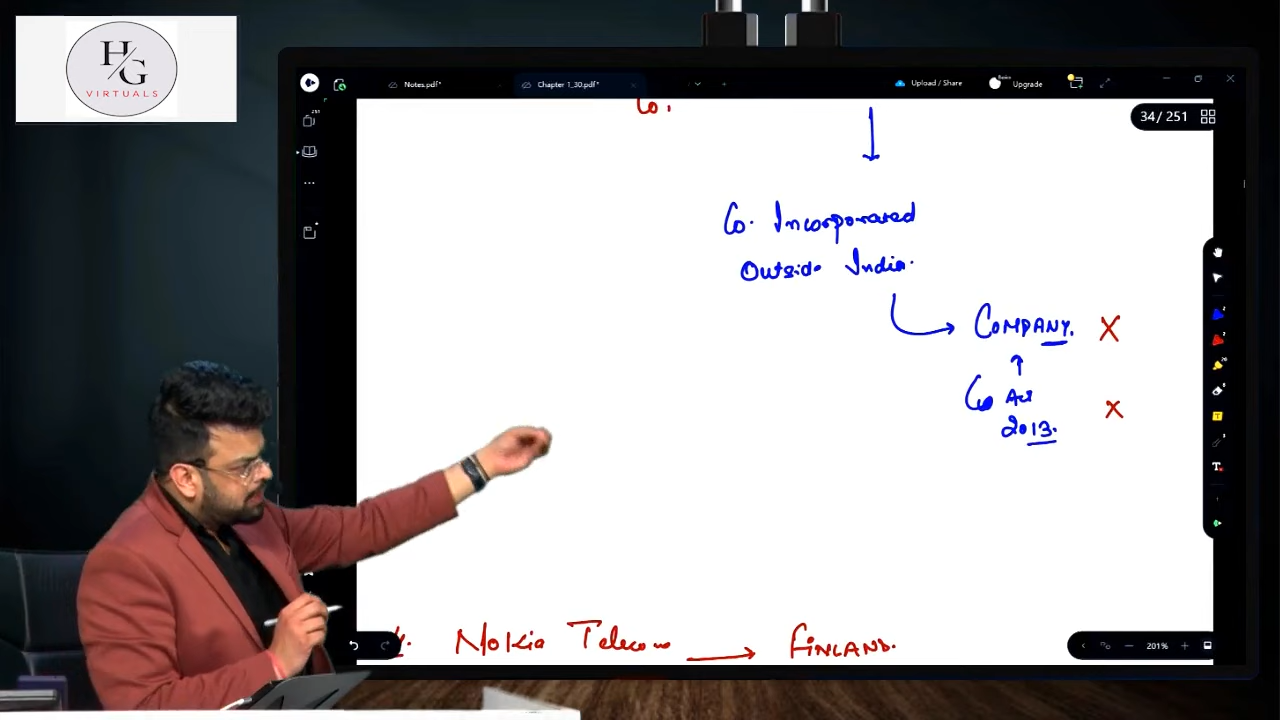 H/G
VIRTUALS
Notes.pdf*
Chapter 1_30.pdf*
Upload / Share
Upgrade
34 / 251
Co.
Co. Incorporated
Outside India.
COMPANY. X
Co Act X
2013.
Nokia Telecom → FINLAND.
201%